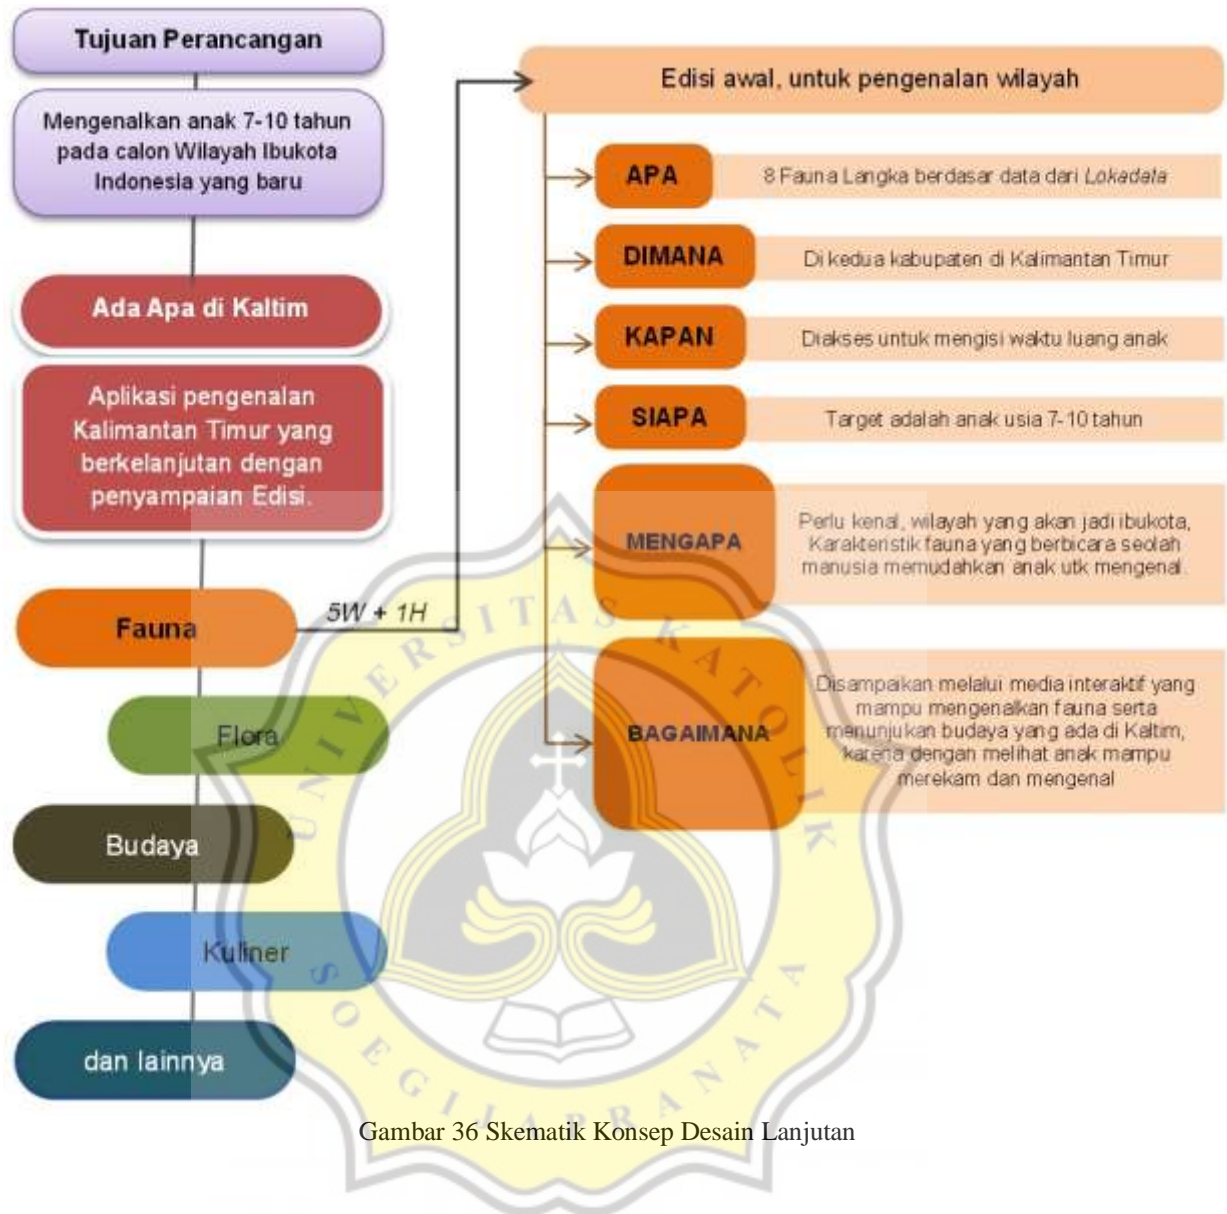 Tujuan Perancangan
Mengenalkan anak 7-10 tahun
pada calon Wilayah Ibukota
Indonesia yang baru
Ada Apa di Kaltim
Aplikasi pengenalan
Kalimantan Timur yang
berkelanjutan dengan
penyampaian Edisi.
Fauna
5W + 1H
Flora
Budaya
Kuliner
dan lainnya
Edisi awal, untuk pengenalan wilayah
APA
8 Fauna Langka berdasar data dari Lokadata
DIMANA
Di kedua kabupaten di Kalimantan Timur
KAPAN
Diakses untuk mengisi waktu luang anak
SIAPA
Target adalah anak usia 7-10 tahun
MENGAPA
Perlu kenal, wilayah yang akan jadi ibukota,
Karakteristik fauna yang berbicara seolah
manusia memudahkan anak utk mengenal.
BAGAIMANA
Disampaikan melalui media interaktif yang
mampu mengenalkan fauna serta
menunjukan budaya yang ada di Kaltim,
karena dengan melihat anak mampu
merekam dan mengenal
UNIVERSITAS KATOLIK
SOEGIJAPRANATA
Gambar 36 Skematik Konsep Desain Lanjutan